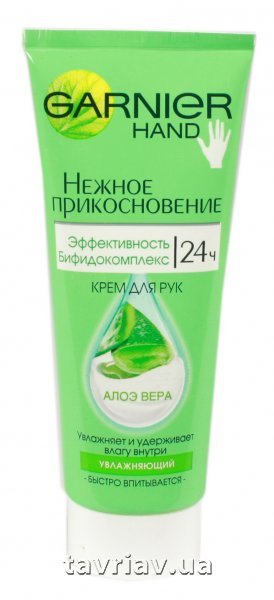 GARNIER
HAND
НЕЖНОЕ
ПРИКОСНОВЕНИЕ
Эффективность
Бифидокомплекс
24ч
КРЕМ ДЛЯ РУК
АЛОЭ ВЕРА
Увлажняет и удерживает
влагу внутри
УВЛАЖНЯЮЩИЙ
- БЫСТРО ВПИТЫВАЕТСЯ -
tavriav.ua